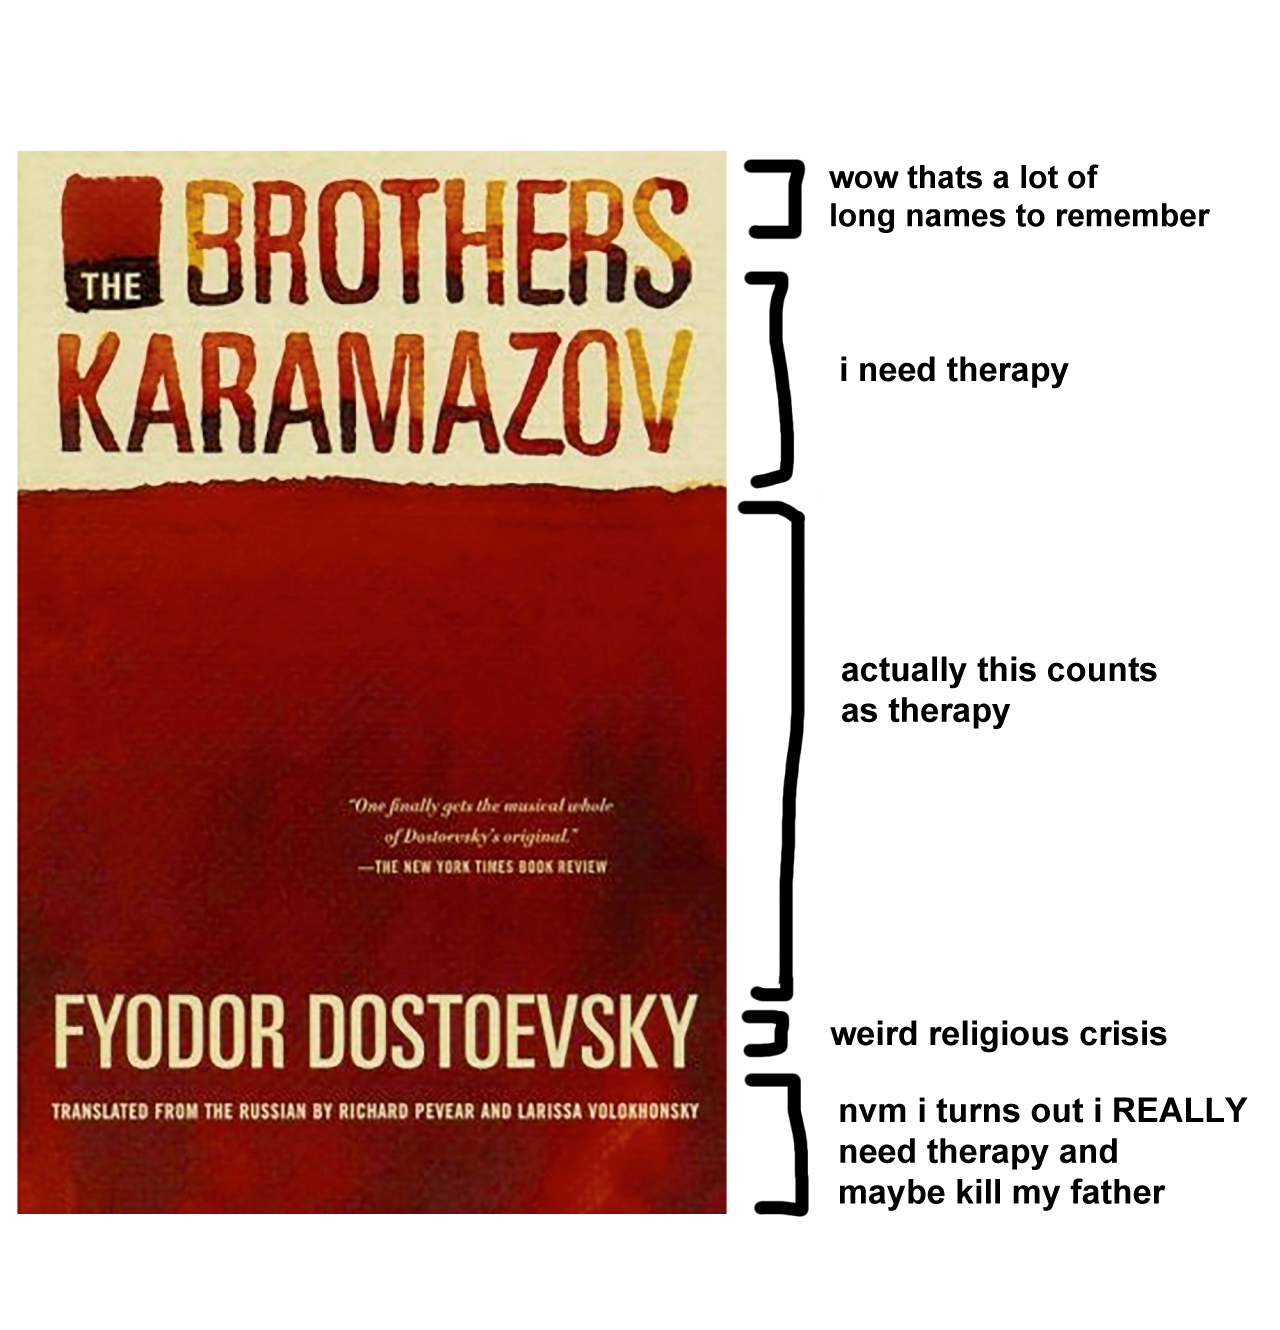 THE BROTHERS
KARAMAZOV
"One finally gets the musical whole
of Dostoevsky's original."
—THE NEW YORK TIMES BOOK REVIEW
FYODOR DOSTOEVSKY
TRANSLATED FROM THE RUSSIAN BY RICHARD PEVEAR AND LARISSA VOLOKHONSKY
wow thats a lot of
long names to remember
i need therapy
actually this counts
as therapy
weird religious crisis
nvm i turns out i REALLY
need therapy and
maybe kill my father